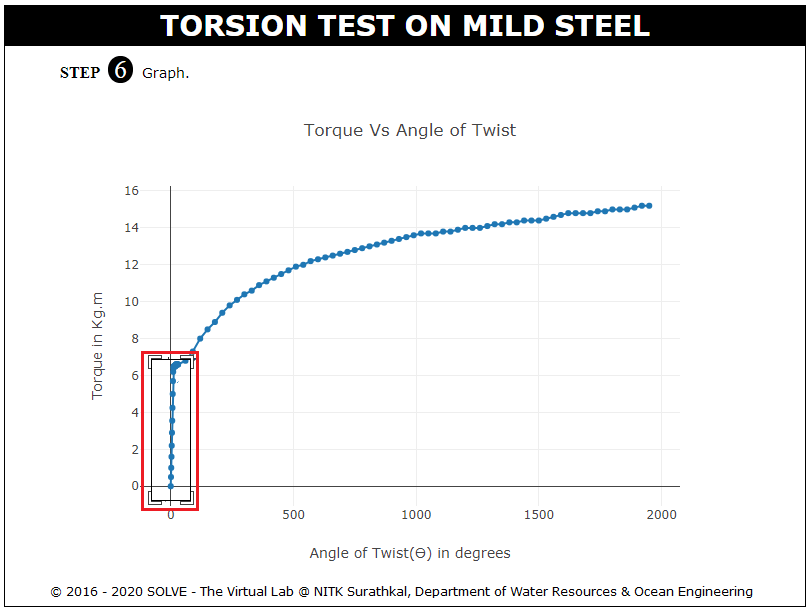 TORSION TEST ON MILD STEEL
STEP 6 Graph.
Torque Vs Angle of Twist
16
14
12
10
8
6
4
2
0
Torque in Kg.m
0 500 1000 1500 2000
Angle of Twist(Θ) in degrees
© 2016 - 2020 SOLVE - The Virtual Lab @ NITK Surathkal, Department of Water Resources & Ocean Engineering